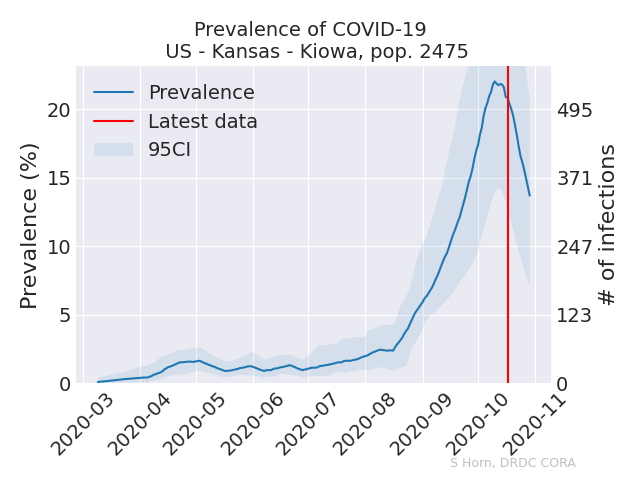 Prevalence of COVID-19
US - Kansas - Kiowa, pop. 2475
Prevalence
Latest data
95CI
Prevalence (%)
20
15
10
5
0
# of infections
495
371
247
123
0
2020-03
2020-04
2020-05
2020-06
2020-07
2020-08
2020-09
2020-10
2020-11
S Horn, DRDC CORA